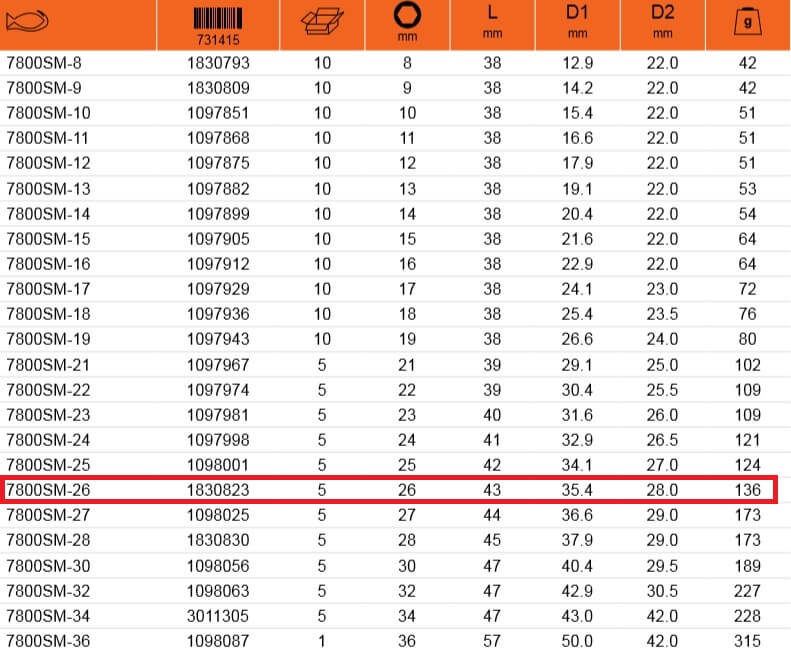 731415 mm L mm D1 mm D2 mm g
7800SM-8 1830793 10 8 38 12.9 22.0 42
7800SM-9 1830809 10 9 38 14.2 22.0 42
7800SM-10 1097851 10 10 38 15.4 22.0 51
7800SM-11 1097868 10 11 38 16.6 22.0 51
7800SM-12 1097875 10 12 38 17.9 22.0 51
7800SM-13 1097882 10 13 38 19.1 22.0 53
7800SM-14 1097899 10 14 38 20.4 22.0 54
7800SM-15 1097905 10 15 38 21.6 22.0 64
7800SM-16 1097912 10 16 38 22.9 22.0 64
7800SM-17 1097929 10 17 38 24.1 23.0 72
7800SM-18 1097936 10 18 38 25.4 23.5 76
7800SM-19 1097943 10 19 38 26.6 24.0 80
7800SM-21 1097967 5 21 39 29.1 25.0 102
7800SM-22 1097974 5 22 39 30.4 25.5 109
7800SM-23 1097981 5 23 40 31.6 26.0 109
7800SM-24 1097998 5 24 41 32.9 26.5 121
7800SM-25 1098001 5 25 42 34.1 27.0 124
7800SM-26 1830823 5 26 43 35.4 28.0 136
7800SM-27 1098025 5 27 44 36.6 29.0 173
7800SM-28 1830830 5 28 45 37.9 29.0 173
7800SM-30 1098056 5 30 47 40.4 29.5 189
7800SM-32 1098063 5 32 47 42.9 30.5 227
7800SM-34 3011305 5 34 47 43.0 42.0 228
7800SM-36 1098087 1 36 57 50.0 42.0 315